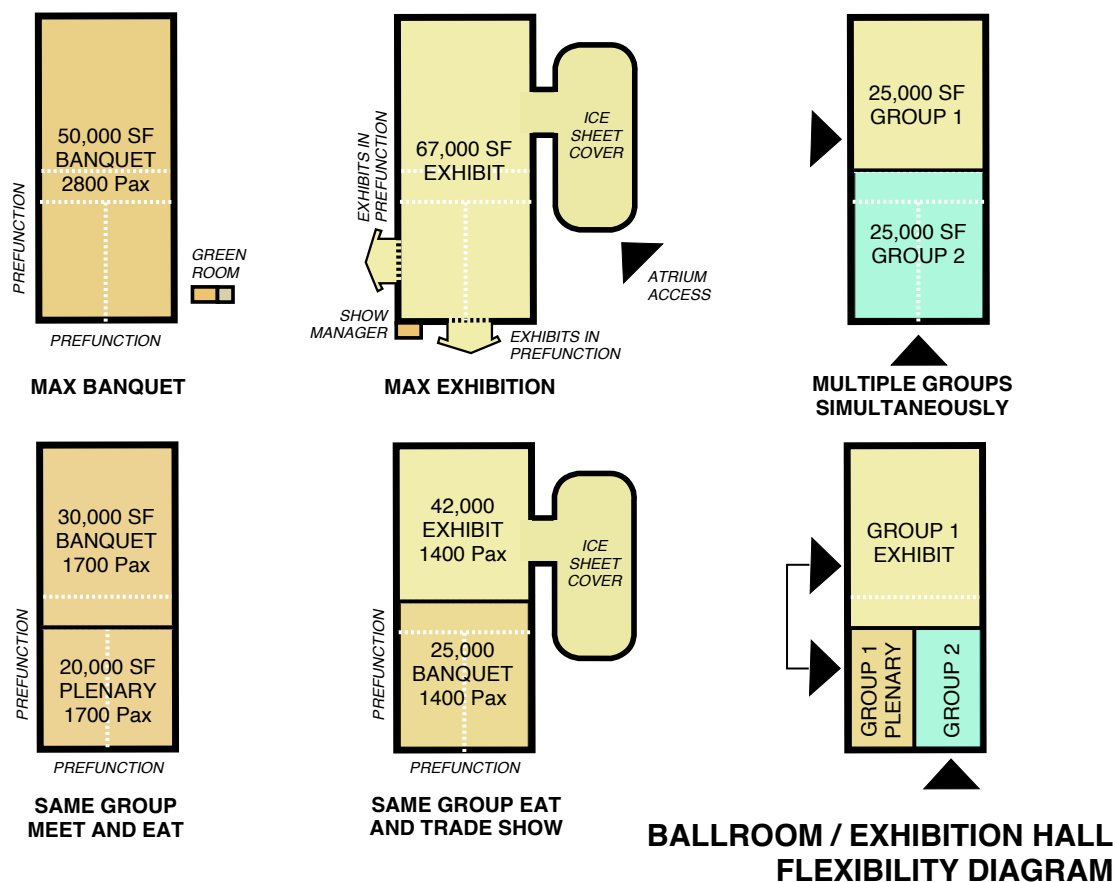 PREFUNCTION
50,000 SF
BANQUET
2800 Pax
GREEN
ROOM
PREFUNCTION
MAX BANQUET
EXHIBITS IN
PREFUNCTION
67,000 SF
EXHIBIT
ICE
SHEET
COVER
ATRIUM
ACCESS
SHOW
MANAGER
EXHIBITS IN
PREFUNCTION
MAX EXHIBITION
25,000 SF
GROUP 1
25,000 SF
GROUP 2
MULTIPLE GROUPS
SIMULTANEOUSLY
PREFUNCTION
30,000 SF
BANQUET
1700 Pax
20,000 SF
PLENARY
1700 Pax
PREFUNCTION
SAME GROUP
MEET AND EAT
PREFUNCTION
42,000
EXHIBIT
1400 Pax
ICE
SHEET
COVER
25,000
BANQUET
1400 Pax
PREFUNCTION
SAME GROUP EAT
AND TRADE SHOW
GROUP 1
EXHIBIT
GROUP 1
PLENARY
GROUP 2
BALLROOM / EXHIBITION HALL
FLEXIBILITY DIAGRAM